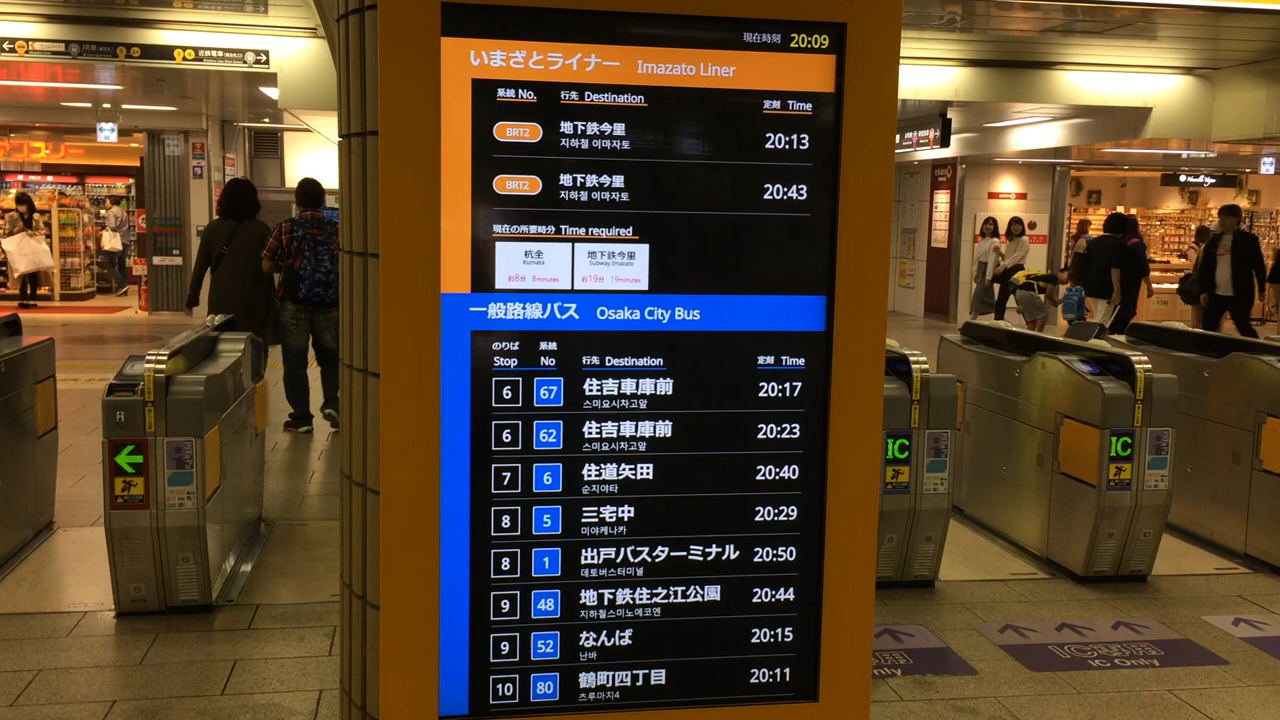 現在時刻 20:09
いまざとライナー Imazato Liner
系統 No. 行先 Destination 定刻 Time
BRT2 地下鉄今里 20:13
지하철 이마자토
BRT2 地下鉄今里 20:43
지하철 이마자토
現在の所要時分 Time required
杭全 地下鉄今里
Kumata Subway Imazato
約8分 8minutes 約19分 19minutes
一般路線バス Osaka City Bus
のりば 系統
Stop No 行先 Destination 定刻 Time
6 67 住吉車庫前 20:17
스미요시차고앞
6 62 住吉車庫前 20:23
스미요시차고앞
7 6 住道矢田 20:40
순지야타
8 5 三宅中 20:29
미야케나카
8 1 出戸バスターミナル 20:50
데토버스터미널
9 48 地下鉄住之江公園 20:44
지하철스미노에코엔
9 52 なんば 20:15
난바
10 80 鶴町四丁目 20:11
츠루마치4
IC
IC
IC Only